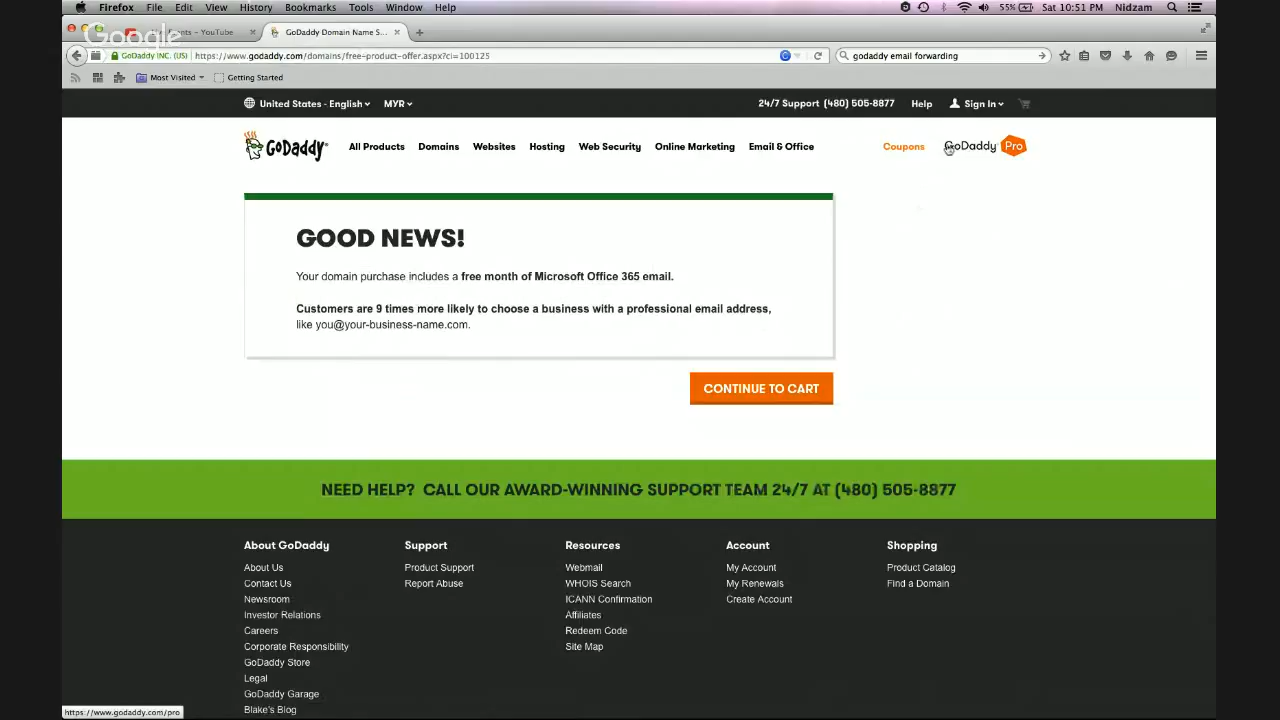 Firefox File Edit View History Bookmarks Tools Window Help
55% Sat 10:51 PM Nidzam
Google
YouTube
GoDaddy Domain Name S...
GoDaddy INC. (US)
https://www.godaddy.com/domains/free-product-offer.aspx?ci=100125
godaddy email forwarding
Most Visited
Getting Started
United States - English
MYR
24/7 Support (480) 505-8877
Help
Sign In
GoDaddy
All Products
Domains
Websites
Hosting
Web Security
Online Marketing
Email & Office
Coupons
GoDaddy Pro
GOOD NEWS!
Your domain purchase includes a free month of Microsoft Office 365 email.
Customers are 9 times more likely to choose a business with a professional email address,
like you@your-business-name.com.
CONTINUE TO CART
NEED HELP? CALL OUR AWARD-WINNING SUPPORT TEAM 24/7 AT (480) 505-8877
About GoDaddy
About Us
Contact Us
Newsroom
Investor Relations
Careers
Corporate Responsibility
GoDaddy Store
Legal
GoDaddy Garage
Blake's Blog
Support
Product Support
Report Abuse
Resources
Webmail
WHOIS Search
ICANN Confirmation
Affiliates
Redeem Code
Site Map
Account
My Account
My Renewals
Create Account
Shopping
Product Catalog
Find a Domain
https://www.godaddy.com/pro